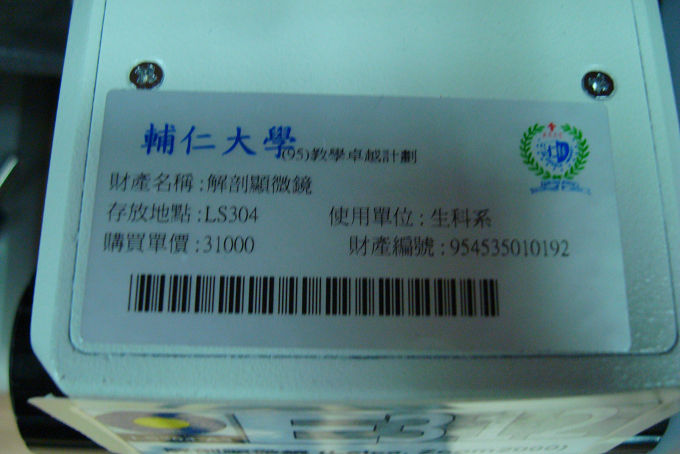 輔仁大學(95)教學卓越計劃
財產名稱:解剖顯微鏡
存放地點:LS304 使用單位:生科系
購買單價:31000 財產編號:954535010192
E312